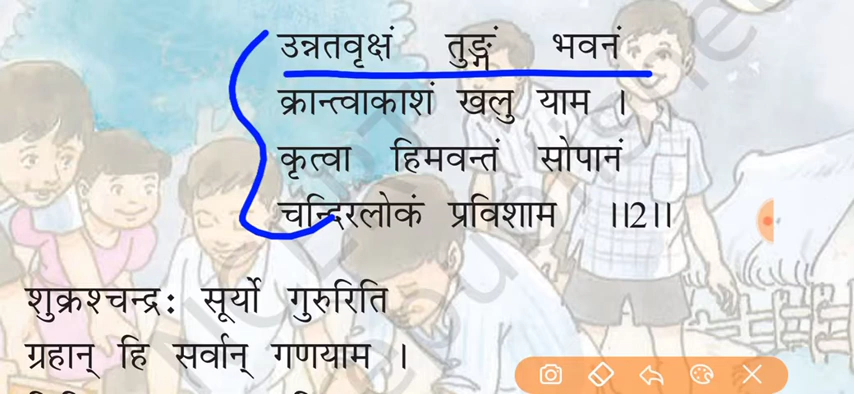 उन्नतवृक्षं तुङ्गं भवनं
क्रान्त्वाकाशं खलु याम ।
कृत्वा हिमवन्तं सोपानं
चन्दिरलोकं प्रविशाम ।।2।।
शुक्रश्चन्द्रः सूर्यो गुरुरिति
ग्रहान् हि सर्वान् गणयाम ।